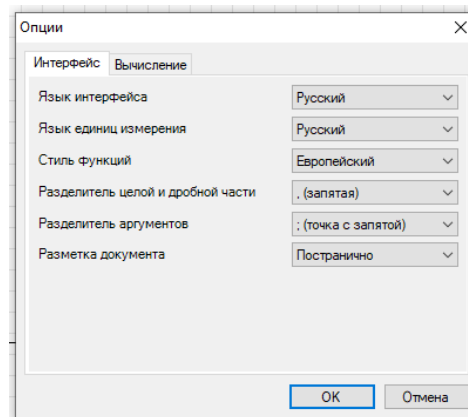 Опции
Интерфейс Вычисление
Язык интерфейса Русский
Язык единиц измерения Русский
Стиль функций Европейский
Разделитель целой и дробной части , (запятая)
Разделитель аргументов ; (точка с запятой)
Разметка документа Постранично
OK Отмена